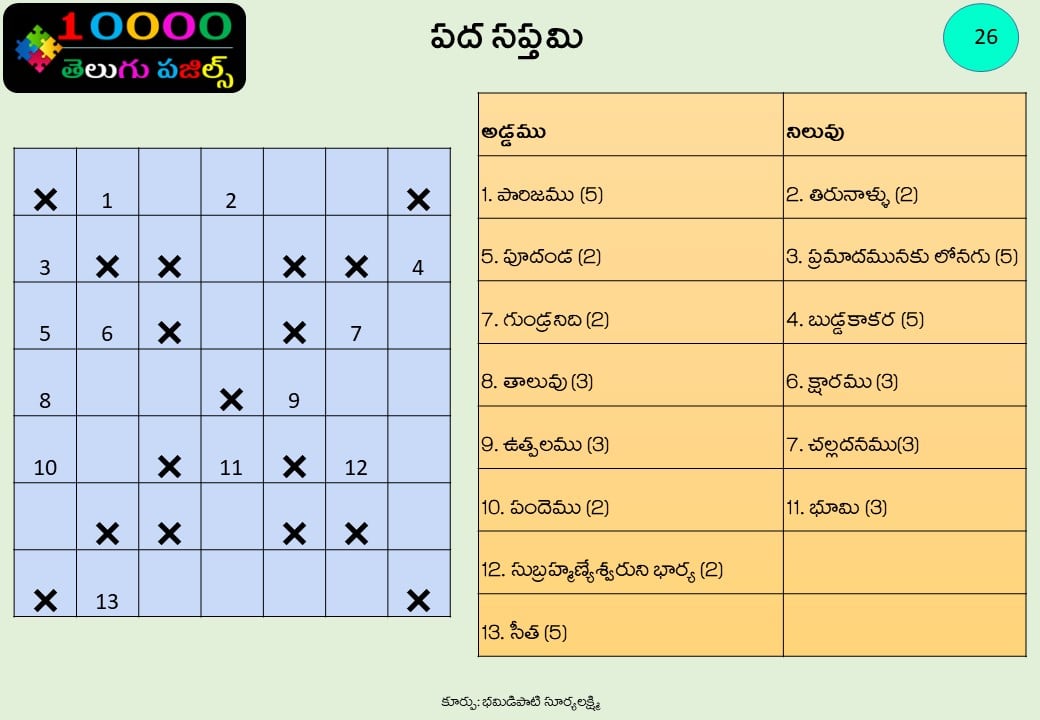 10000
తెలుగు పజిల్స్
పద సప్తమి
26
అడ్డము నిలువు
1. పారిజము (5) 2. తిరునాళ్ళు (2)
5. పూదండ (2) 3. ప్రమాదమునకు లోనగు (5)
7. గుండ్రనిది (2) 4. బుడ్డకాకర (5)
8. తాలువు (3) 6. క్షారము (3)
9. ఉత్పలము (3) 7. చల్లదనము(3)
10. పందెము (2) 11. భూమి (3)
12. సుబ్రహ్మణ్యేశ్వరుని భార్య (2)
13. సీత (5)
1 2
3 4
5 6 7
8 9
10 11 12
13
కూర్పు: భమిడిపాటి సూర్యలక్ష్మి